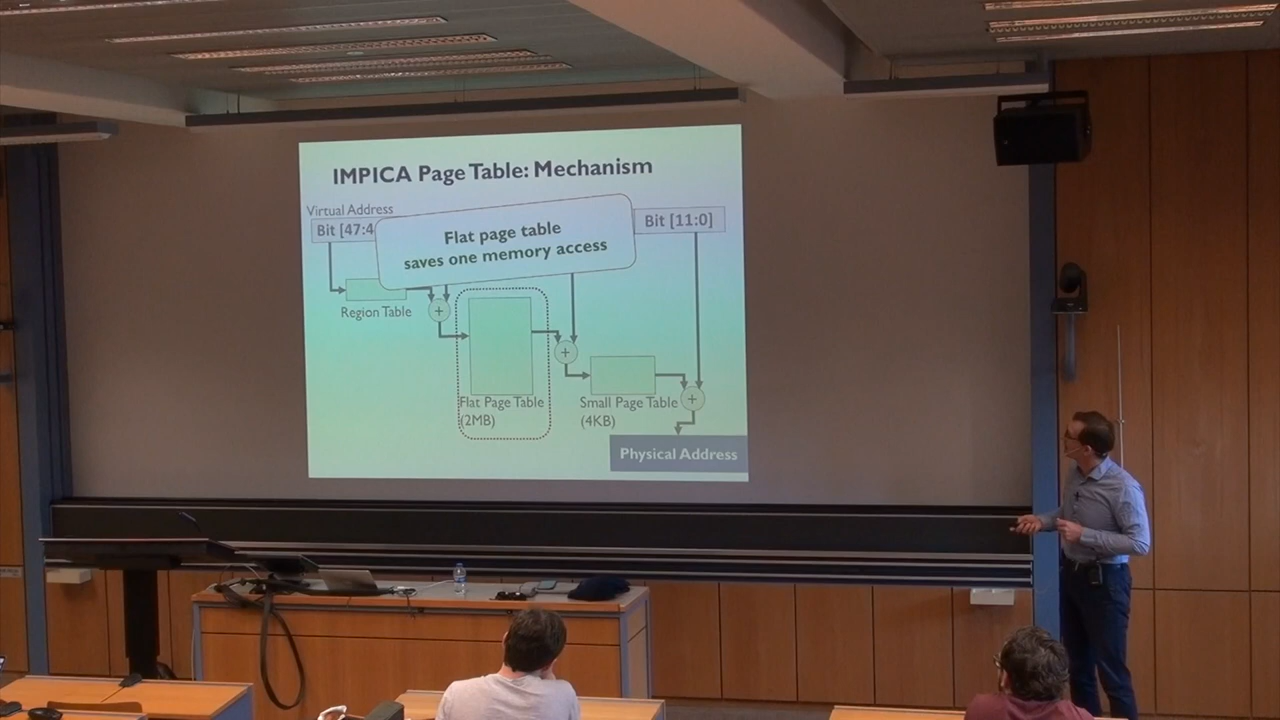 IMPICA Page Table: Mechanism
Virtual Address
Bit [47:4
Flat page table
saves one memory access
Bit [11:0]
Region Table
+
+
+
Flat Page Table
(2MB)
Small Page Table
(4KB)
Physical Address